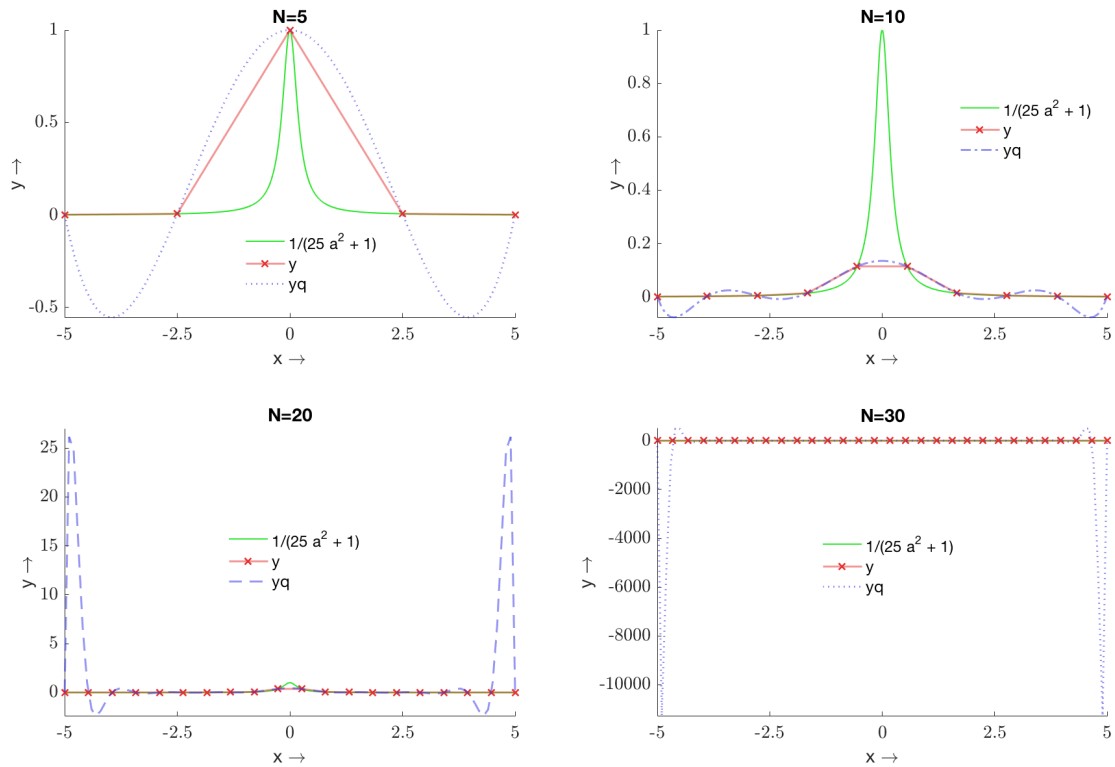 N=5
1
0.5
0
-0.5
y →
1/(25 a² + 1)
y
yq
-5 -2.5 0 2.5 5
x →
N=10
1
0.8
0.6
0.4
0.2
0
y →
1/(25 a² + 1)
y
yq
-5 -2.5 0 2.5 5
x →
N=20
25
20
15
10
5
0
y →
1/(25 a² + 1)
y
yq
-5 -2.5 0 2.5 5
x →
N=30
0
-2000
-4000
-6000
-8000
-10000
y →
1/(25 a² + 1)
y
yq
-5 -2.5 0 2.5 5
x →